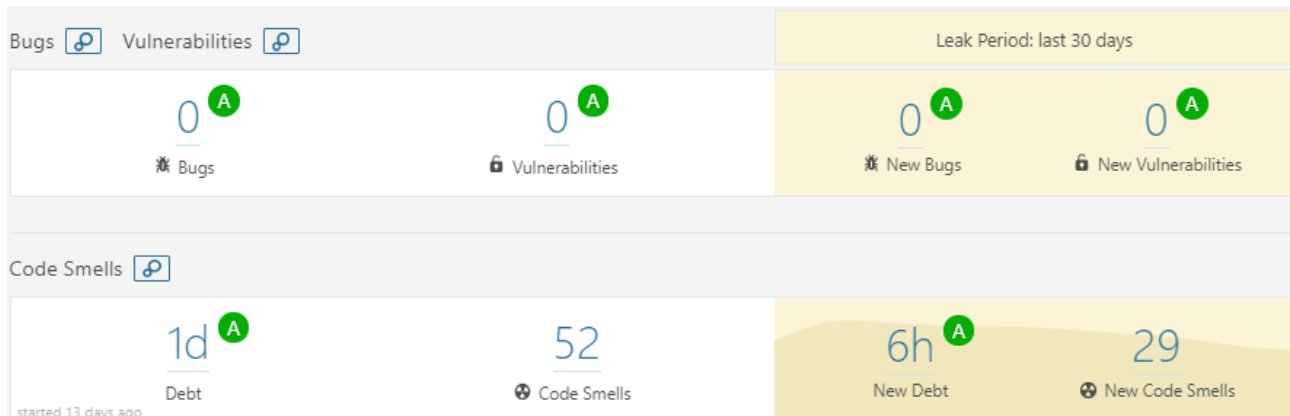 Bugs Vulnerabilities
Leak Period: last 30 days
0 A
Bugs
0 A
Vulnerabilities
0 A
New Bugs
0 A
New Vulnerabilities
Code Smells
1d A
Debt
52
Code Smells
6h A
New Debt
29
New Code Smells
started 13 days ago